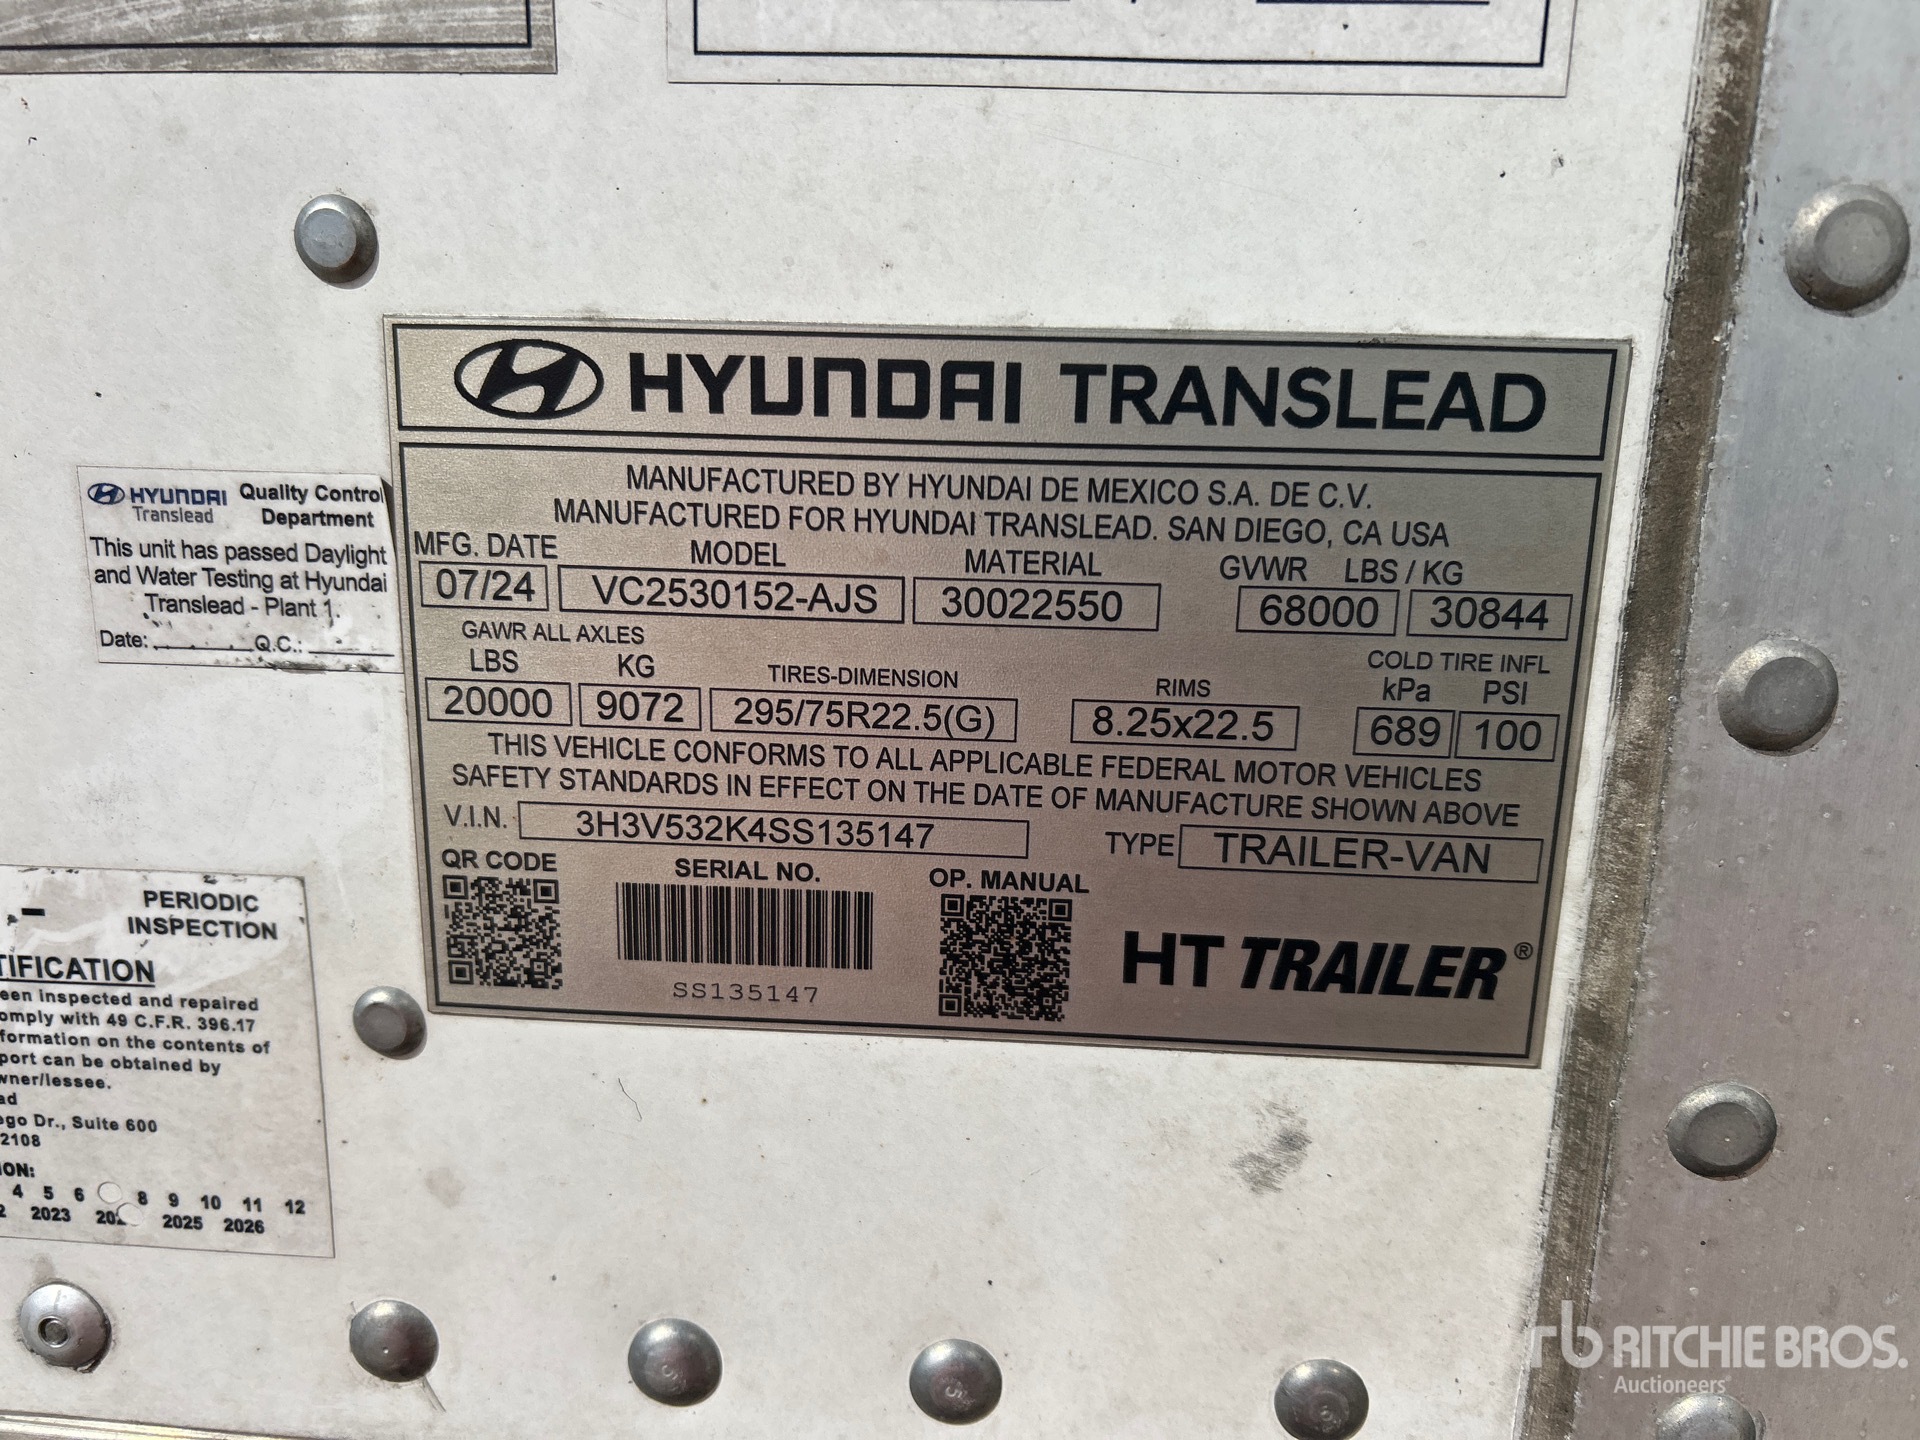 HYUNDAI TRANSLEAD
MANUFACTURED BY HYUNDAI DE MEXICO S.A. DE C.V.
MANUFACTURED FOR HYUNDAI TRANSLEAD. SAN DIEGO, CA USA
MFG. DATE MODEL MATERIAL GVWR LBS / KG
07/24 VC2530152-AJS 30022550 68000 30844
GAWR ALL AXLES COLD TIRE INFL
LBS KG TIRES-DIMENSION RIMS kPa PSI
20000 9072 295/75R22.5(G) 8.25x22.5 689 100
THIS VEHICLE CONFORMS TO ALL APPLICABLE FEDERAL MOTOR VEHICLES
SAFETY STANDARDS IN EFFECT ON THE DATE OF MANUFACTURE SHOWN ABOVE
V.I.N. 3H3V532K4SS135147 TYPE TRAILER-VAN
QR CODE SERIAL NO. OP. MANUAL
SS135147
HT TRAILER®
HYUNDAI Quality Control
Translead Department
This unit has passed Daylight
and Water Testing at Hyundai
Translead - Plant 1.
Date: Q.C.:
PERIODIC
INSPECTION
TIFICATION
een inspected and repaired
omply with 49 C.F.R. 396.17
formation on the contents of
port can be obtained by
wner/lessee.
ad
ego Dr., Suite 600
2108
ION:
4 5 6 8 9 10 11 12
2 2023 202 2025 2026
rb RITCHIE BROS.
Auctioneers